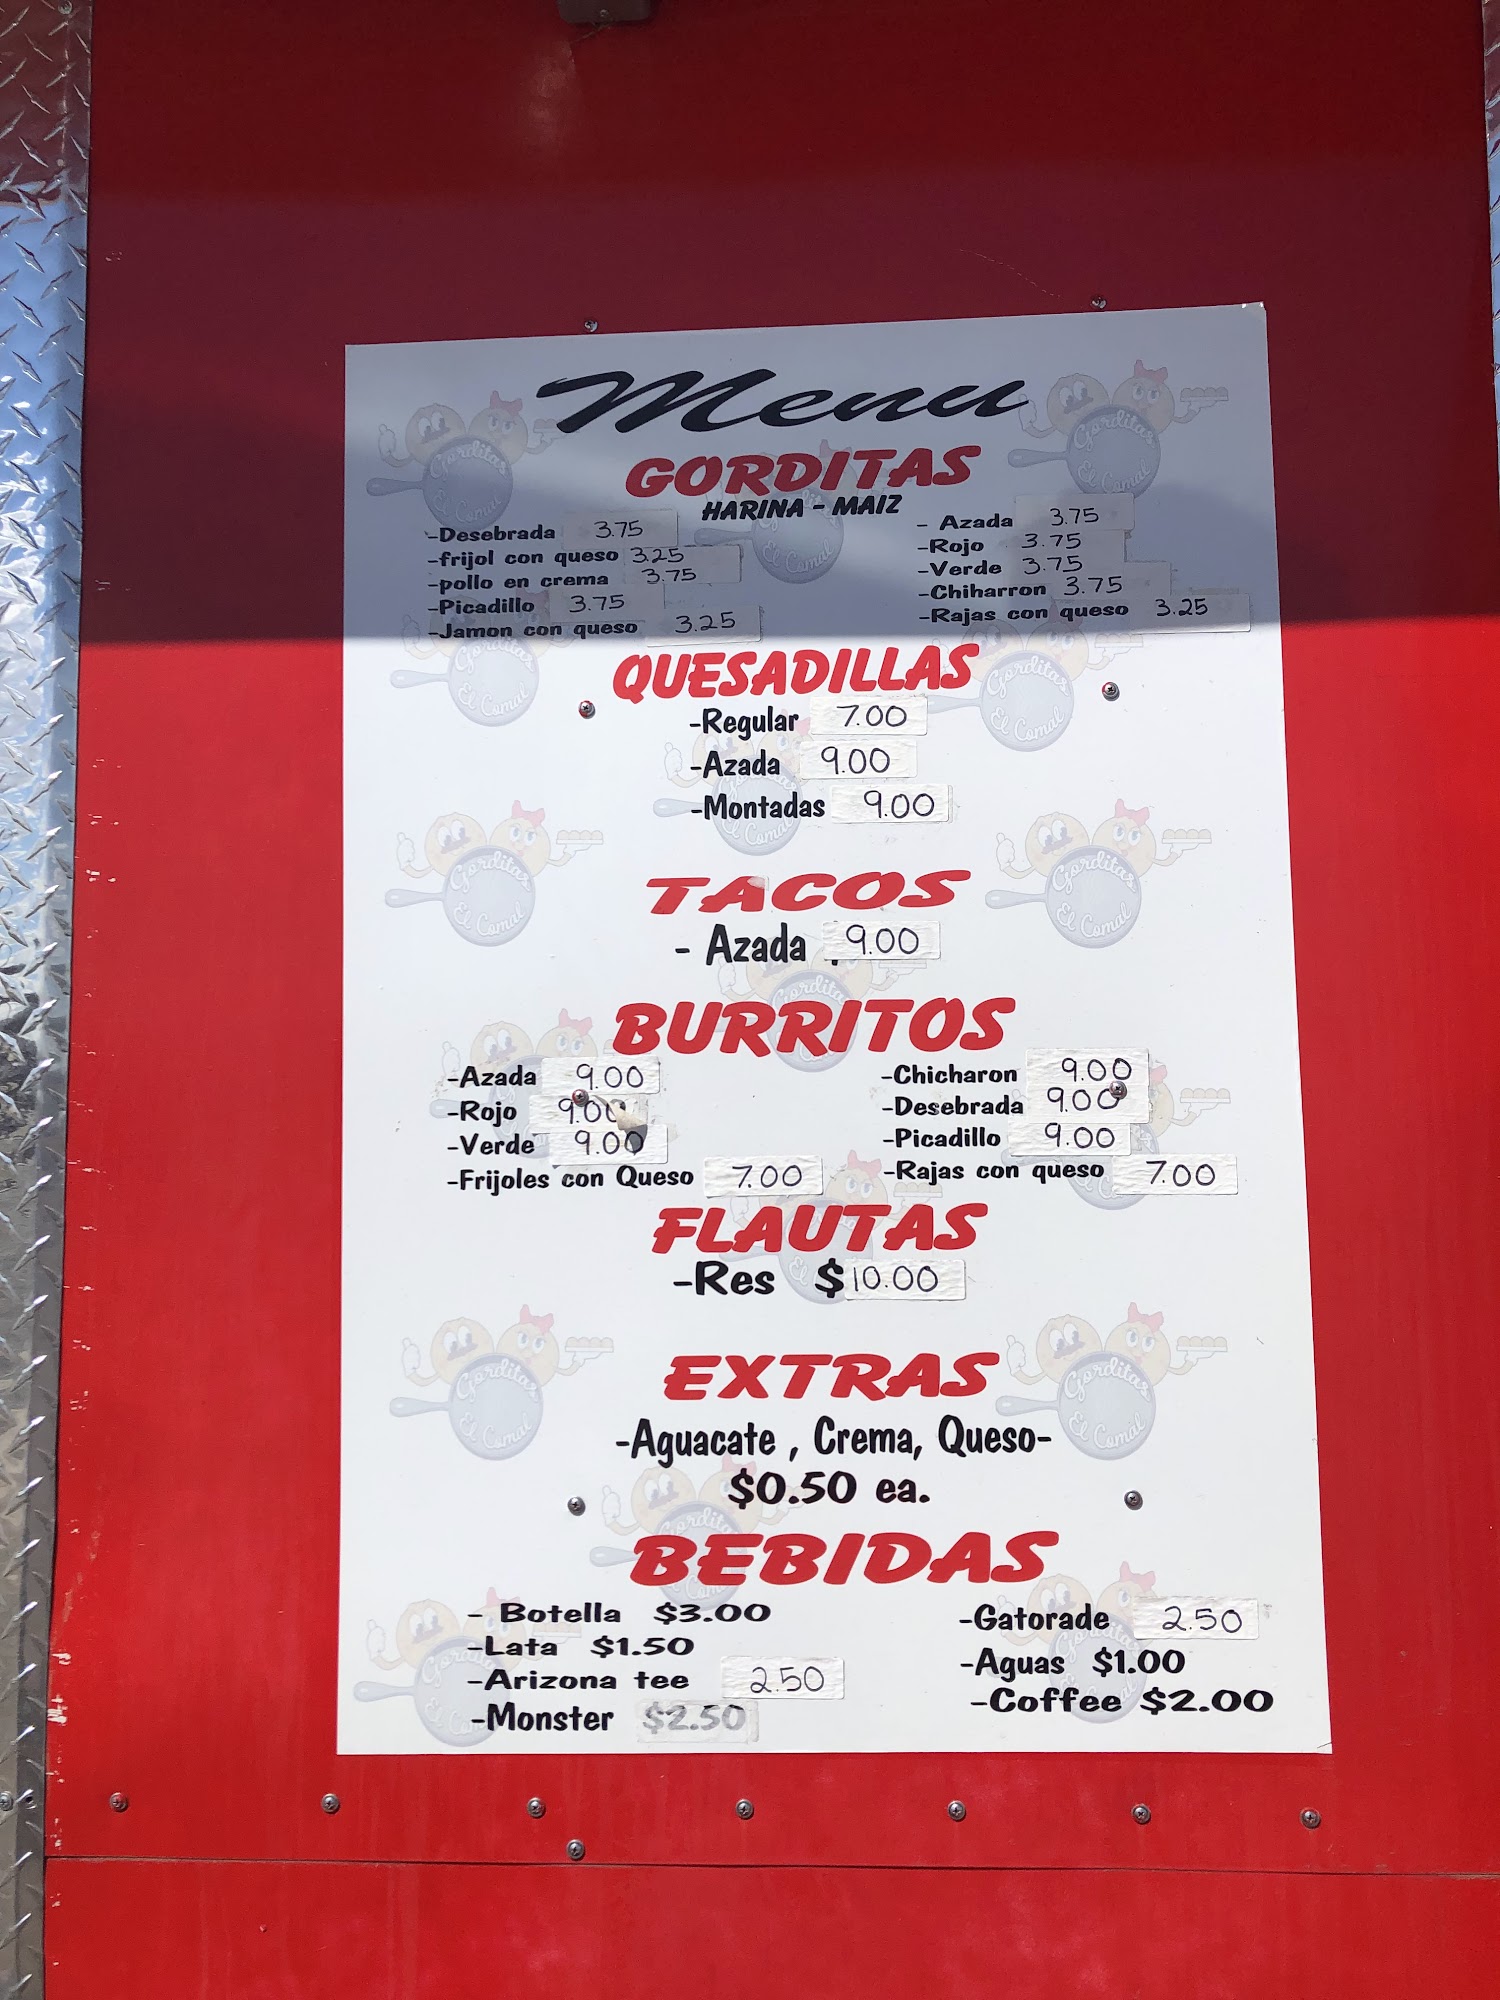 Menu
GORDITAS
HARINA - MAIZ
-Desebrada 3.75
-frijol con queso 3.25
-pollo en crema 3.75
-Picadillo 3.75
-Jamon con queso 3.25
- Azada 3.75
-Rojo 3.75
-Verde 3.75
-Chiharron 3.75
-Rajas con queso 3.25
QUESADILLAS
-Regular 7.00
-Azada 9.00
-Montadas 9.00
TACOS
- Azada 9.00
BURRITOS
-Azada 9.00
-Rojo 9.00
-Verde 9.00
-Frijoles con Queso 7.00
-Chicharon 9.00
-Desebrada 9.00
-Picadillo 9.00
-Rajas con queso 7.00
FLAUTAS
-Res $10.00
EXTRAS
-Aguacate , Crema, Queso-
$0.50 ea.
BEBIDAS
- Botella $3.00
-Lata $1.50
-Arizona tee 2.50
-Monster $2.50
-Gatorade 2.50
-Aguas $1.00
-Coffee $2.00
Gorditas
El Comal